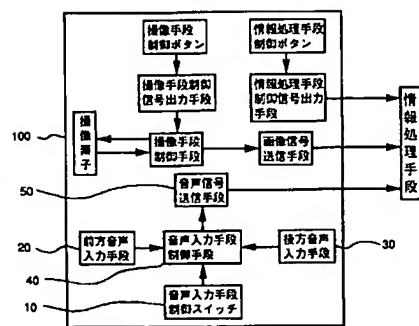 撮像手段
制御ボタン
情報処理手段
制御ボタン
撮像手段制御
信号出力手段
情報処理手段
制御信号出力
手段
100
撮像素子
撮像手段
制御手段
画像信号
送信手段
情報処理手段
50
音声信号
送信手段
20
前方音声
入力手段
音声入力手段
制御手段
後方音声
入力手段
30
40
10
音声入力手段
制御スイッチ